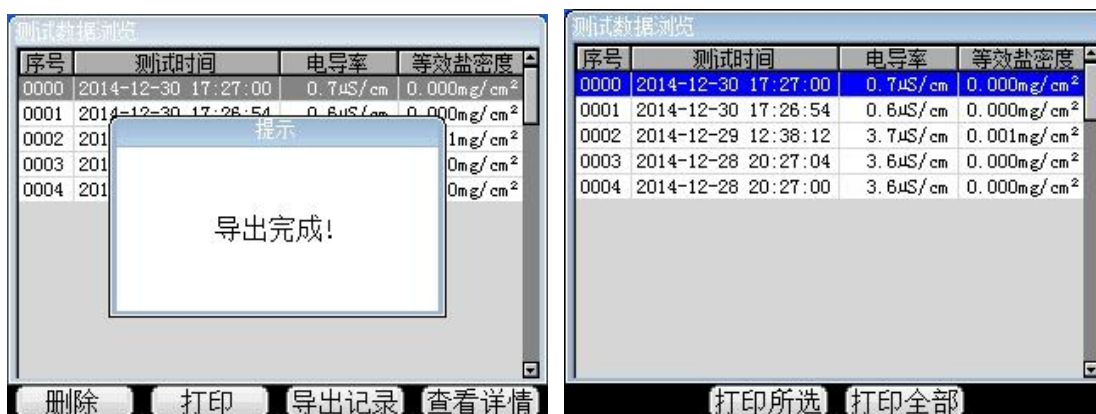 测试数据浏览
序号 测试时间 电导率 等效盐密度
0000 2014-12-30 17:27:00 0.7μS/cm 0.000mg/cm²
0001 2014-12-30 17:26:54 0.6μS/cm 0.000mg/cm²
提示
0002 201 1mg/cm²
0003 201 0mg/cm²
0004 201 0mg/cm²
导出完成!
删除 打印 导出记录 查看详情
测试数据浏览
序号 测试时间 电导率 等效盐密度
0000 2014-12-30 17:27:00 0.7μS/cm 0.000mg/cm²
0001 2014-12-30 17:26:54 0.6μS/cm 0.000mg/cm²
0002 2014-12-29 12:38:12 3.7μS/cm 0.001mg/cm²
0003 2014-12-28 20:27:04 3.6μS/cm 0.000mg/cm²
0004 2014-12-28 20:27:00 3.6μS/cm 0.000mg/cm²
打印所选 打印全部